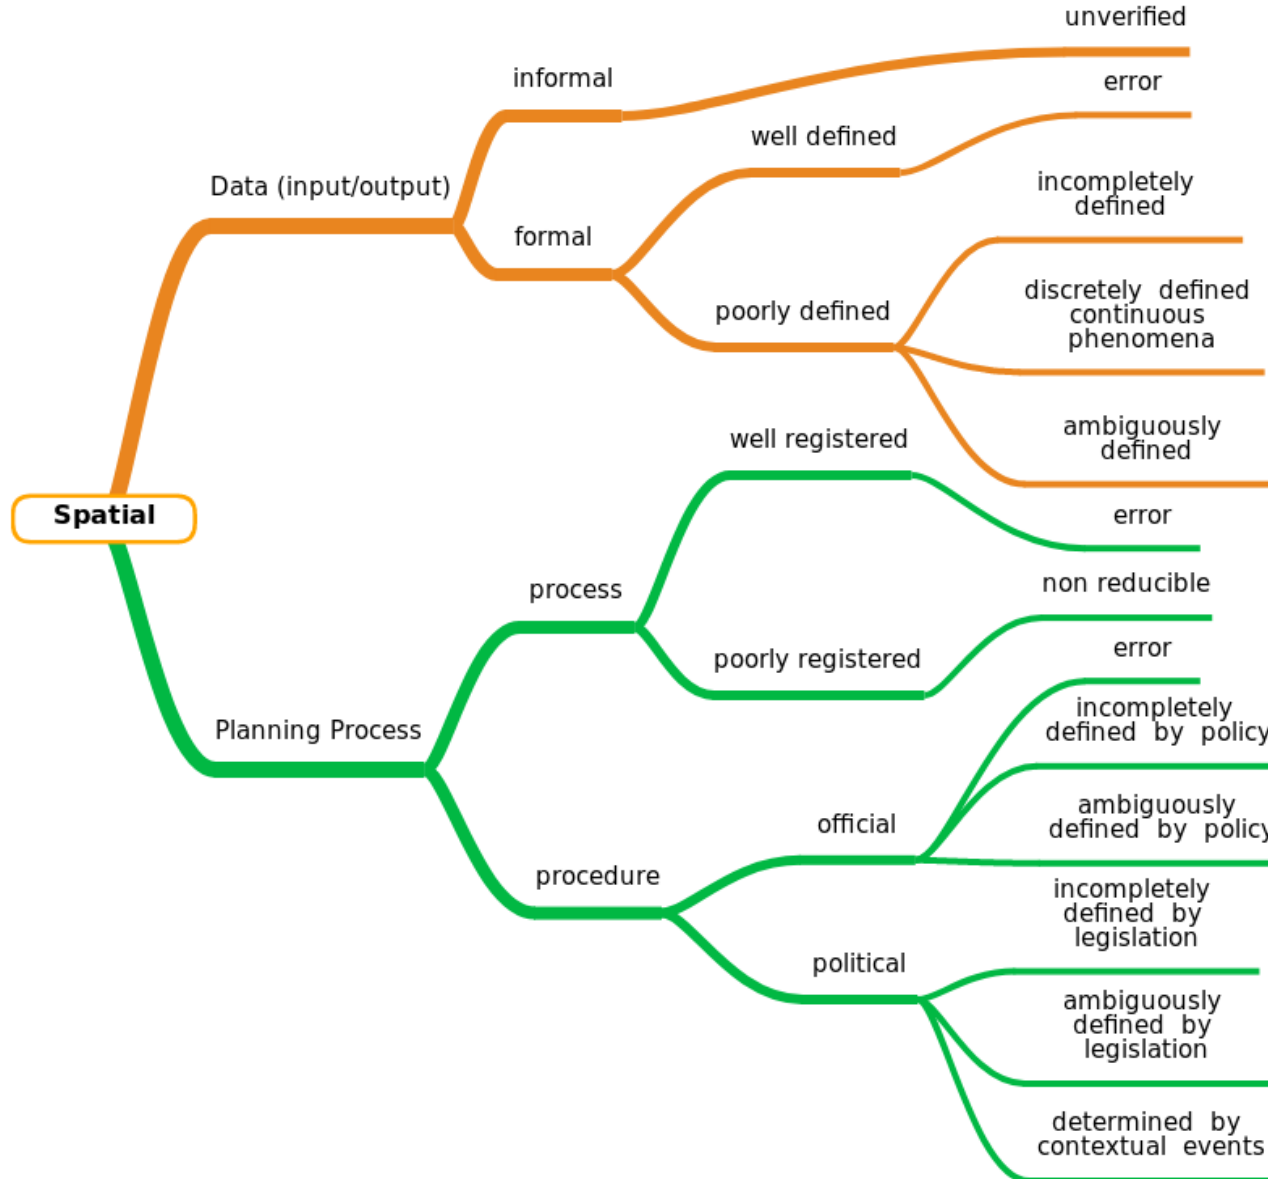 unverified
informal
error
well defined
incompletely
defined
Data (input/output)
formal
discretely defined
continuous
phenomena
poorly defined
ambiguously
defined
well registered
Spatial
error
process
non reducible
poorly registered
error
Planning Process
incompletely
defined by policy
ambiguously
defined by policy
official
procedure
incompletely
defined by
legislation
political
ambiguously
defined by
legislation
determined by
contextual events